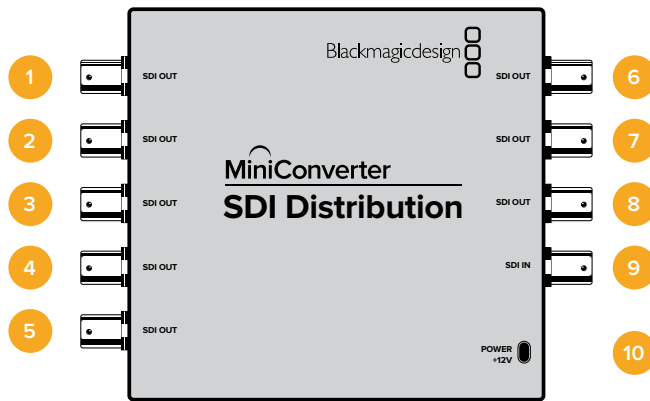 Blackmagicdesign
1
SDI OUT
SDI OUT
6
2
SDI OUT
SDI OUT
7
MiniConverter
SDI Distribution
3
SDI OUT
SDI OUT
8
4
SDI OUT
SDI IN
9
5
SDI OUT
POWER
+12V
10